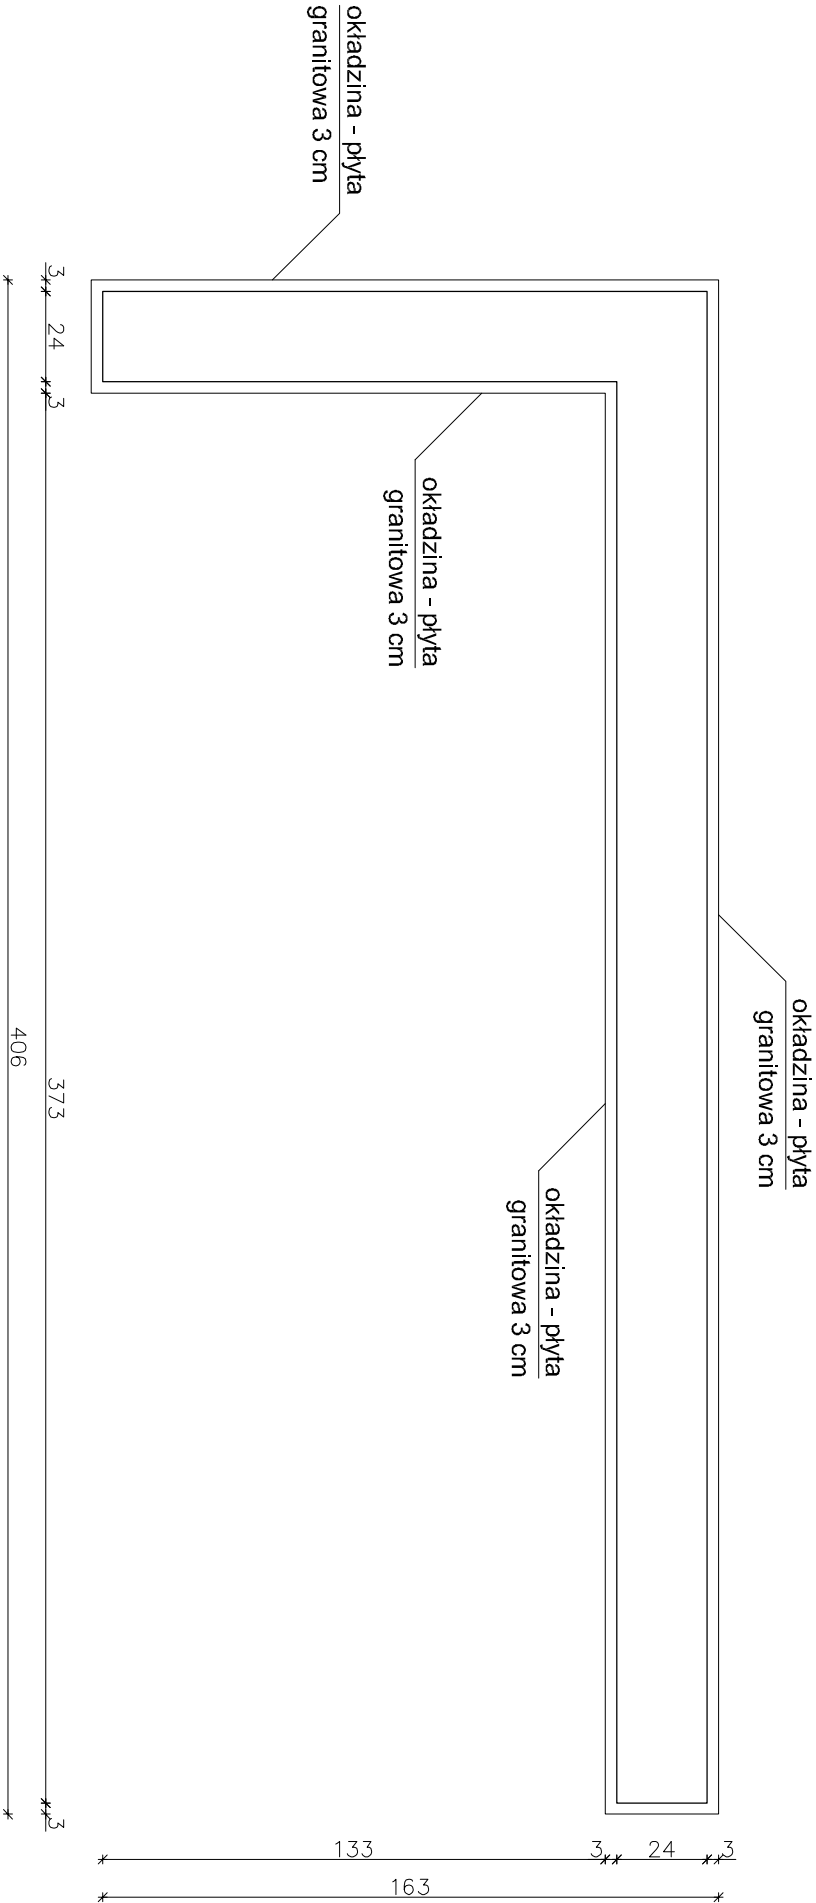 okładzina - płyta
granitowa 3 cm
okładzina - płyta
granitowa 3 cm
okładzina - płyta
granitowa 3 cm
okładzina - płyta
granitowa 3 cm
3
24
3
373
3
406
133
3
24
3
163